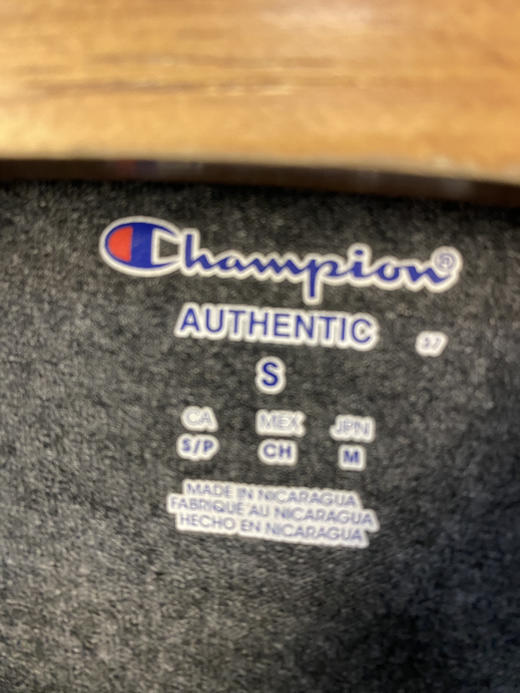 Champion®
AUTHENTIC
S
CA MEX JPN
S/P CH M
MADE IN NICARAGUA
FABRIQUÉ AU NICARAGUA
HECHO EN NICARAGUA